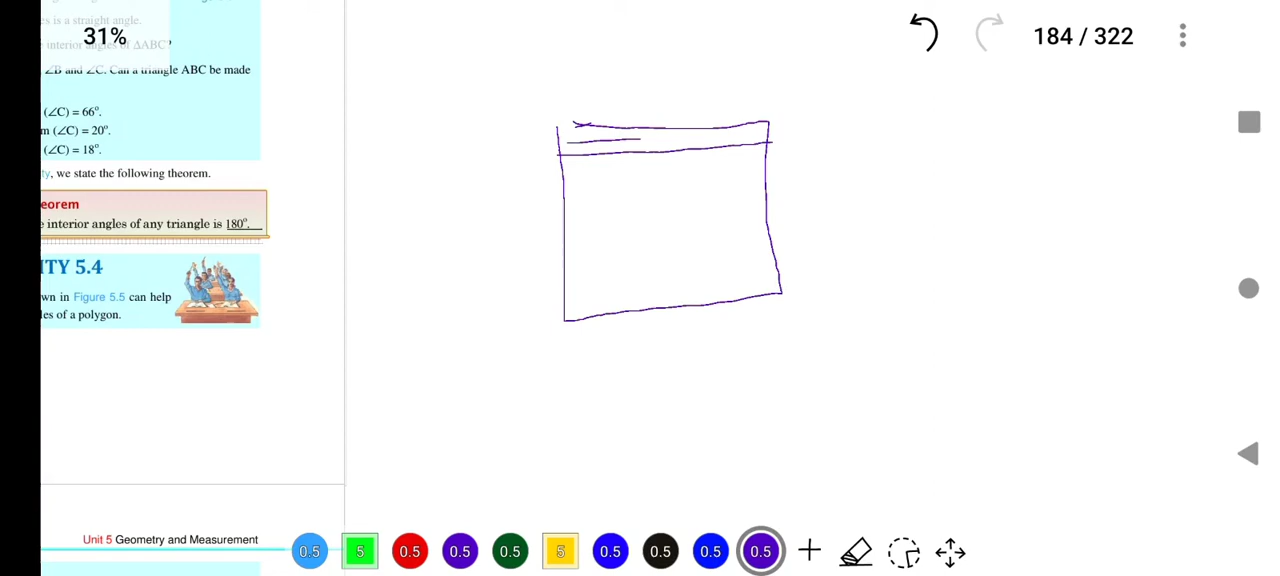 es is a straight angle.
31%
184 / 322
interior angles of ΔABC?
∠B and ∠C. Can a triangle ABC be made
(∠C) = 66°.
m (∠C) = 20°.
(∠C) = 18°.
ty, we state the following theorem.
eorem
e interior angles of any triangle is 180°.
ITY 5.4
wn in Figure 5.5 can help
les of a polygon.
Unit 5 Geometry and Measurement
0.5 5 0.5 0.5 0.5 5 0.5 0.5 0.5 0.5